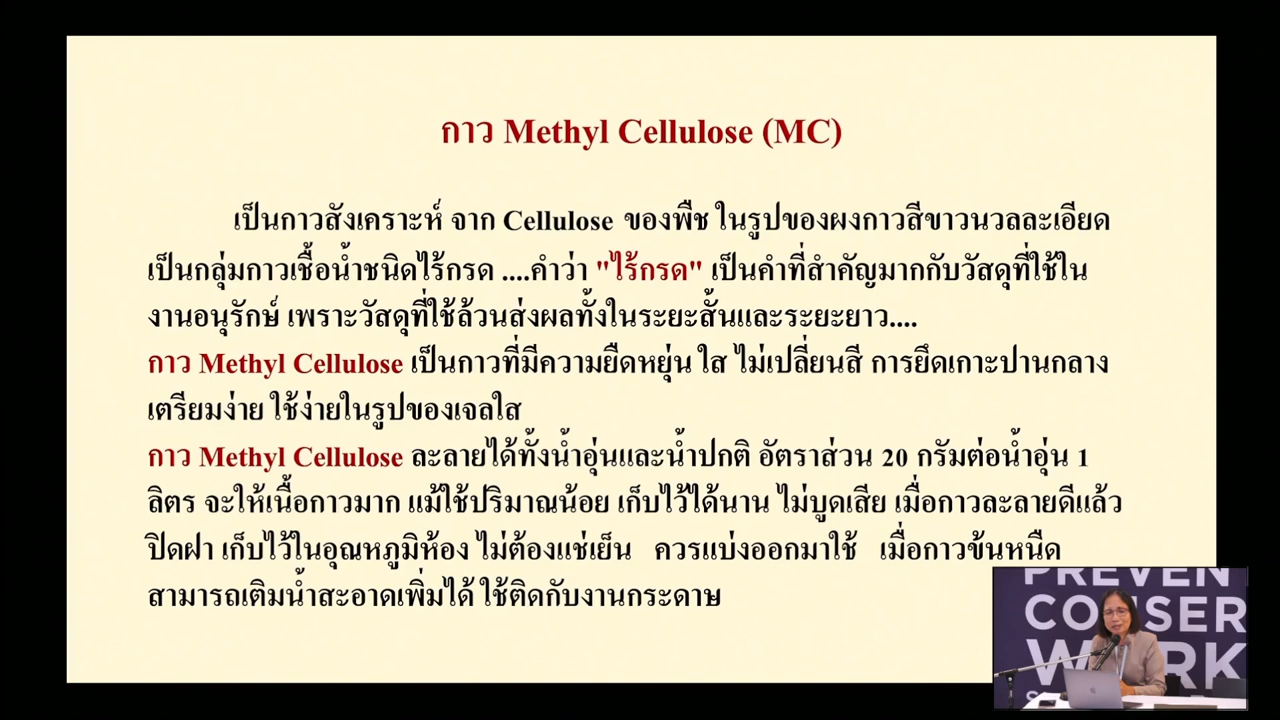 กาว Methyl Cellulose (MC)
เป็นกาวสังเคราะห์ จาก Cellulose ของพืช ในรูปของผงกาวสีขาวนวลละเอียด
เป็นกลุ่มกาวเชื้อน้ำชนิดไร้กรด ....คำว่า "ไร้กรด" เป็นคำที่สำคัญมากกับวัสดุที่ใช้ใน
งานอนุรักษ์ เพราะวัสดุที่ใช้ล้วนส่งผลทั้งในระยะสั้นและระยะยาว....
กาว Methyl Cellulose เป็นกาวที่มีความยืดหยุ่น ใส ไม่เปลี่ยนสี การยึดเกาะปานกลาง
เตรียมง่าย ใช้ง่ายในรูปของเจลใส
กาว Methyl Cellulose ละลายได้ทั้งน้ำอุ่นและน้ำปกติ อัตราส่วน 20 กรัมต่อน้ำอุ่น 1
ลิตร จะให้เนื้อกาวมาก แม้ใช้ปริมาณน้อย เก็บไว้ได้นาน ไม่บูดเสีย เมื่อกาวละลายดีแล้ว
ปิดฝา เก็บไว้ในอุณหภูมิห้อง ไม่ต้องแช่เย็น ควรแบ่งออกมาใช้ เมื่อกาวข้นหนืด
สามารถเติมน้ำสะอาดเพิ่มได้ ใช้ติดกับงานกระดาษ
PREVEN